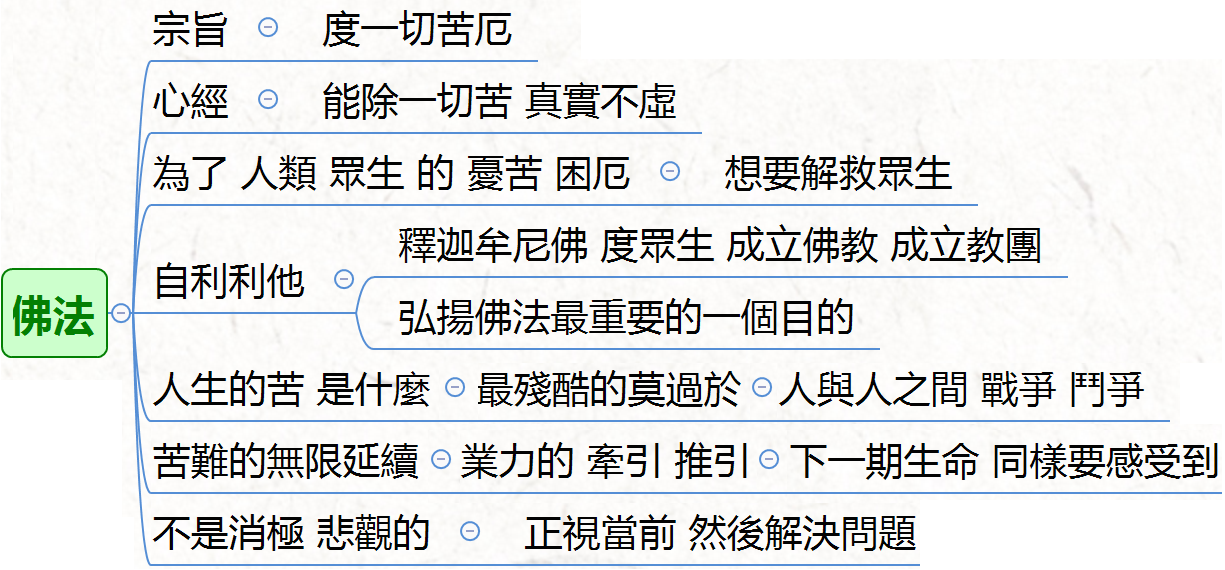 宗旨 度一切苦厄
心經 能除一切苦 真實不虛
為了 人類 眾生 的 憂苦 困厄 想要解救眾生
自利利他
釋迦牟尼佛 度眾生 成立佛教 成立教團
弘揚佛法最重要的一個目的
佛法
人生的苦 是什麼 最殘酷的莫過於 人與人之間 戰爭 鬥爭
苦難的無限延續 業力的 牽引 推引 下一期生命 同樣要感受到
不是消極 悲觀的 正視當前 然後解決問題